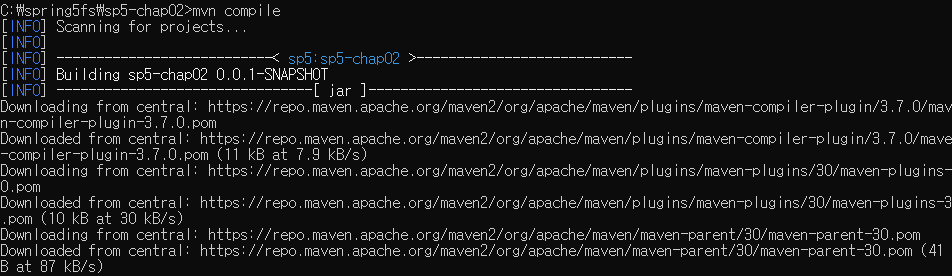 C:\spring5fs\sp5-chap02>mvn compile
[INFO] Scanning for projects...
[INFO]
[INFO] ---------------------------< sp5:sp5-chap02 >---------------------------
[INFO] Building sp5-chap02 0.0.1-SNAPSHOT
[INFO] --------------------------------[ jar ]---------------------------------
Downloading from central: https://repo.maven.apache.org/maven2/org/apache/maven/plugins/maven-compiler-plugin/3.7.0/mav
n-compiler-plugin-3.7.0.pom
Downloaded from central: https://repo.maven.apache.org/maven2/org/apache/maven/plugins/maven-compiler-plugin/3.7.0/mave
-compiler-plugin-3.7.0.pom (11 kB at 7.9 kB/s)
Downloading from central: https://repo.maven.apache.org/maven2/org/apache/maven/plugins/maven-plugins/30/maven-plugins-
0.pom
Downloaded from central: https://repo.maven.apache.org/maven2/org/apache/maven/plugins/maven-plugins/30/maven-plugins-3
.pom (10 kB at 30 kB/s)
Downloading from central: https://repo.maven.apache.org/maven2/org/apache/maven/maven-parent/30/maven-parent-30.pom
Downloaded from central: https://repo.maven.apache.org/maven2/org/apache/maven/maven-parent/30/maven-parent-30.pom (41
B at 87 kB/s)